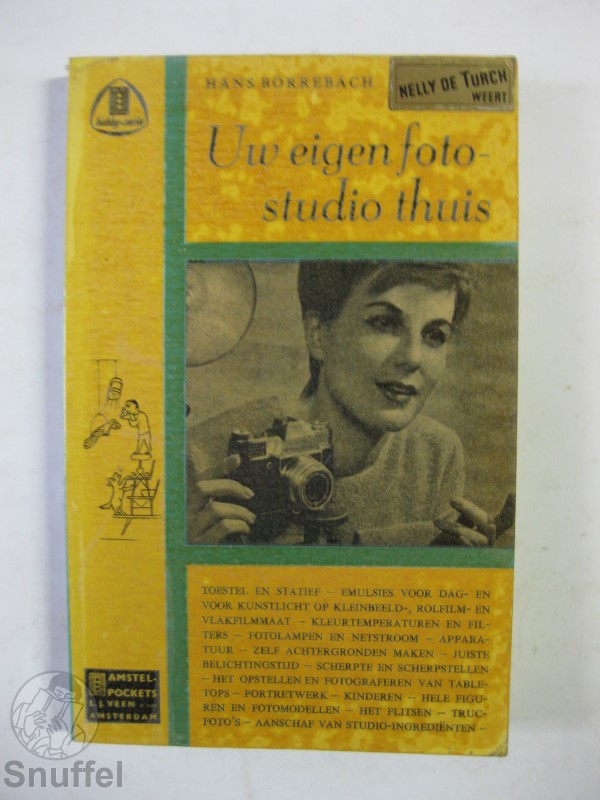 HANS BORREBACH
NELLY DE TURCK
WEERT
hobby-serie
Uw eigen foto-
studio thuis
TOESTEL EN STATIEF – EMULSIES VOOR DAG- EN
VOOR KUNSTLICHT OP KLEINBEELD-, ROLFILM- EN
VLAKFILMMAAT – KLEURTEMPERATUREN EN FIL-
TERS – FOTOLAMPEN EN NETSTROOM – APPARA-
TUUR – ZELF ACHTERGRONDEN MAKEN – JUISTE
BELICHTINGSTIJD – SCHERPTE EN SCHERPSTELLEN
– HET OPSTELLEN EN FOTOGRAFEREN VAN TABLE-
TOPS – PORTRETWERK – KINDEREN – HELE FIGU-
REN EN FOTOMODELLEN – HET FLITSEN – TRUC-
FOTO'S – AANSCHAF VAN STUDIO-INGREDIËNTEN –
AMSTEL-
POCKETS
L.J. VEEN
AMSTERDAM
Snuffel